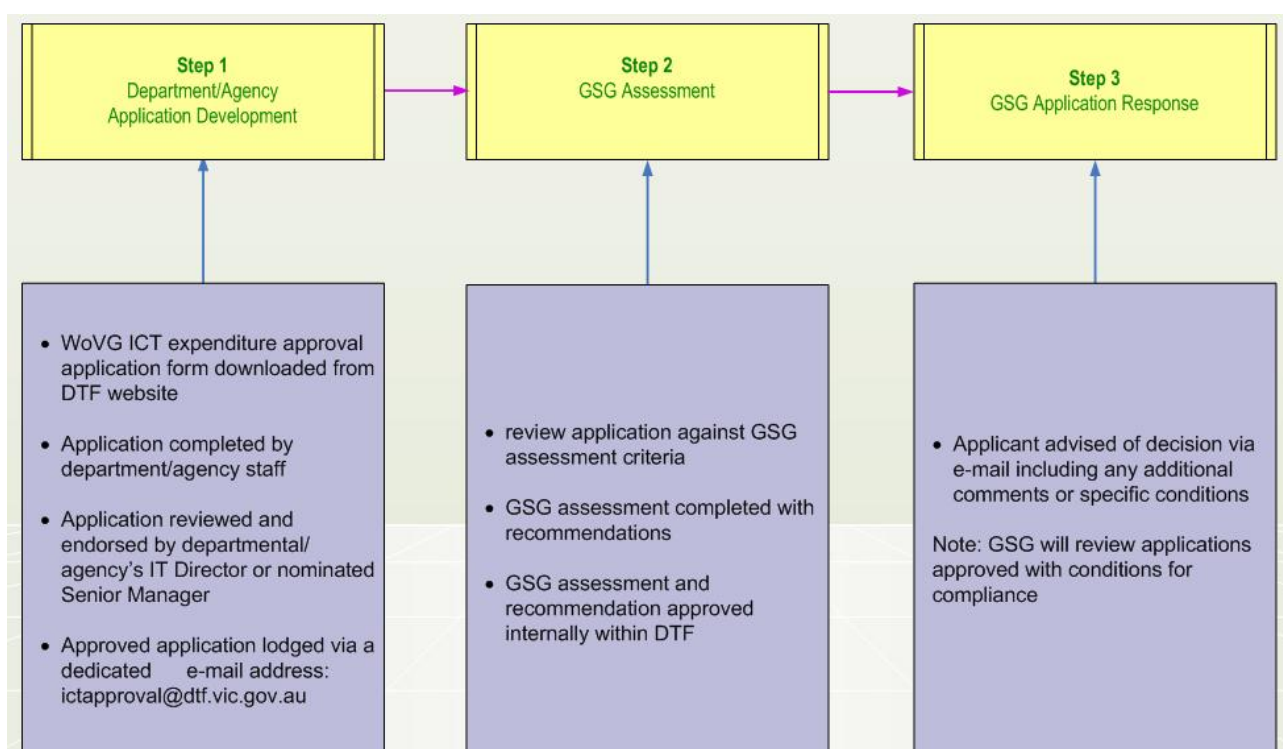 Step 1
Department/Agency
Application Development
Step 2
GSG Assessment
Step 3
GSG Application Response
• WoVG ICT expenditure approval
application form downloaded from
DTF website
• Application completed by
department/agency staff
• Application reviewed and
endorsed by departmental/
agency's IT Director or nominated
Senior Manager
• Approved application lodged via a
dedicated e-mail address:
ictapproval@dtf.vic.gov.au
• review application against GSG
assessment criteria
• GSG assessment completed with
recommendations
• GSG assessment and
recommendation approved
internally within DTF
• Applicant advised of decision via
e-mail including any additional
comments or specific conditions
Note: GSG will review applications
approved with conditions for
compliance